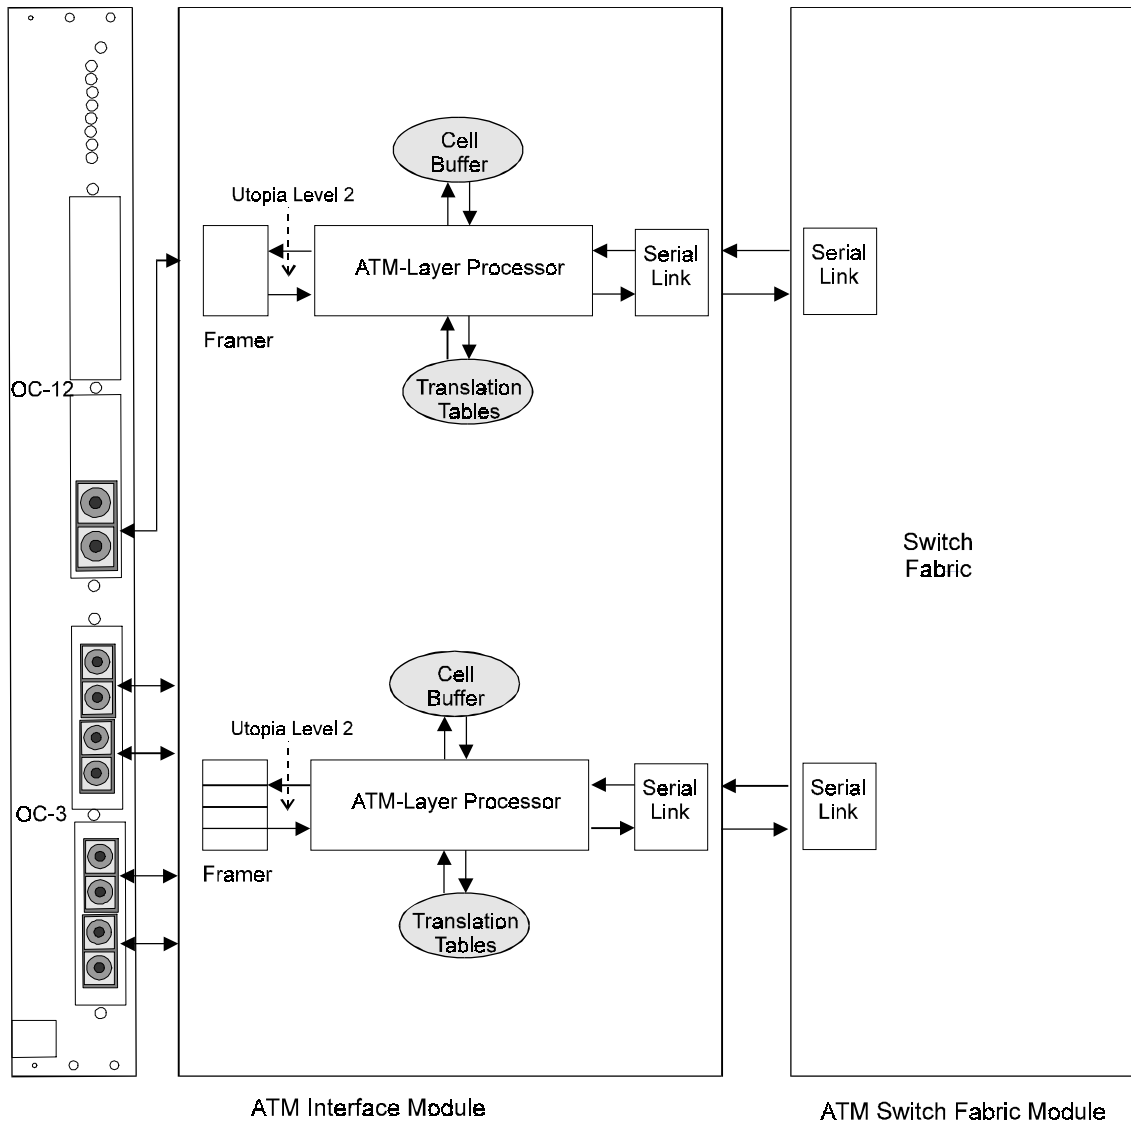 Cell
Buffer
Utopia Level 2
ATM-Layer Processor
Serial
Link
Serial
Link
Framer
Translation
Tables
OC-12
Switch
Fabric
Cell
Buffer
Utopia Level 2
ATM-Layer Processor
Serial
Link
Serial
Link
OC-3
Framer
Translation
Tables
ATM Interface Module
ATM Switch Fabric Module